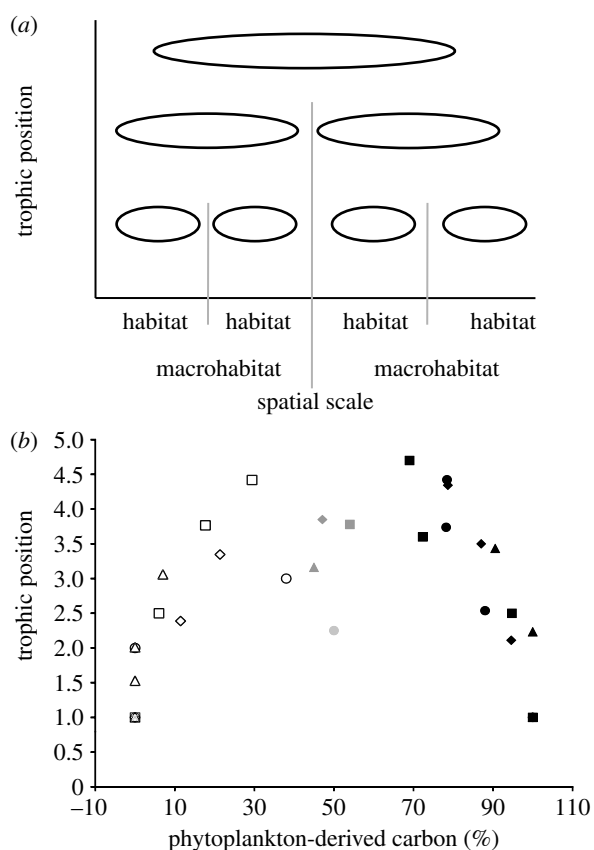 (a)
trophic position
habitat habitat habitat habitat
macrohabitat macrohabitat
spatial scale
(b)
trophic position
5.0
4.5
4.0
3.5
3.0
2.5
2.0
1.5
1.0
0.5
0
–10 10 30 50 70 90 110
phytoplankton-derived carbon (%)